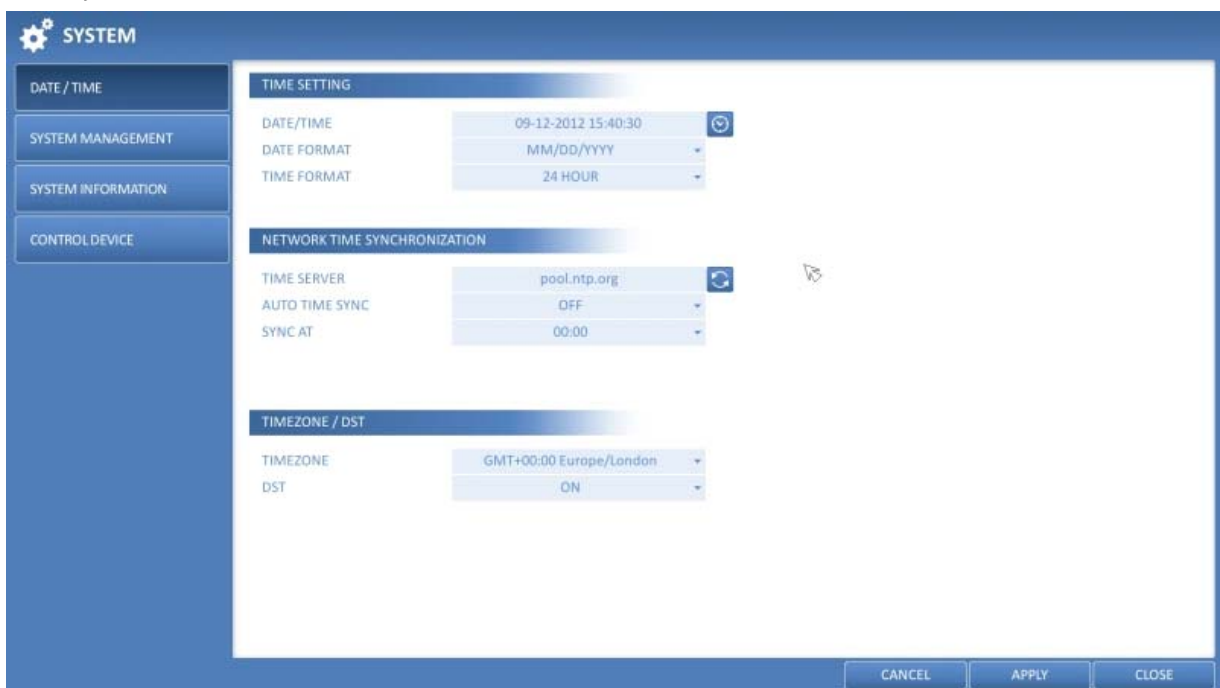 SYSTEM
DATE / TIME
SYSTEM MANAGEMENT
SYSTEM INFORMATION
CONTROL DEVICE
TIME SETTING
DATE/TIME 09-12-2012 15:40:30
DATE FORMAT MM/DD/YYYY
TIME FORMAT 24 HOUR
NETWORK TIME SYNCHRONIZATION
TIME SERVER pool.ntp.org
AUTO TIME SYNC OFF
SYNC AT 00:00
TIMEZONE / DST
TIMEZONE GMT+00:00 Europe/London
DST ON
CANCEL APPLY CLOSE